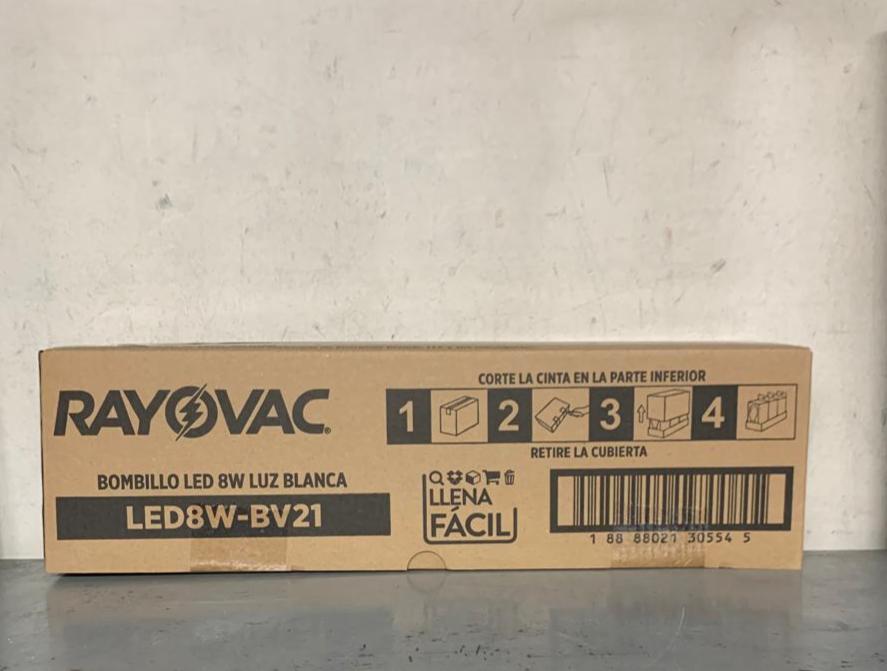 RAYOVAC®
BOMBILLO LED 8W LUZ BLANCA
LED8W-BV21
CORTE LA CINTA EN LA PARTE INFERIOR
1 2 3 4
RETIRE LA CUBIERTA
LLENA
FÁCIL
1 88 88021 30554 5